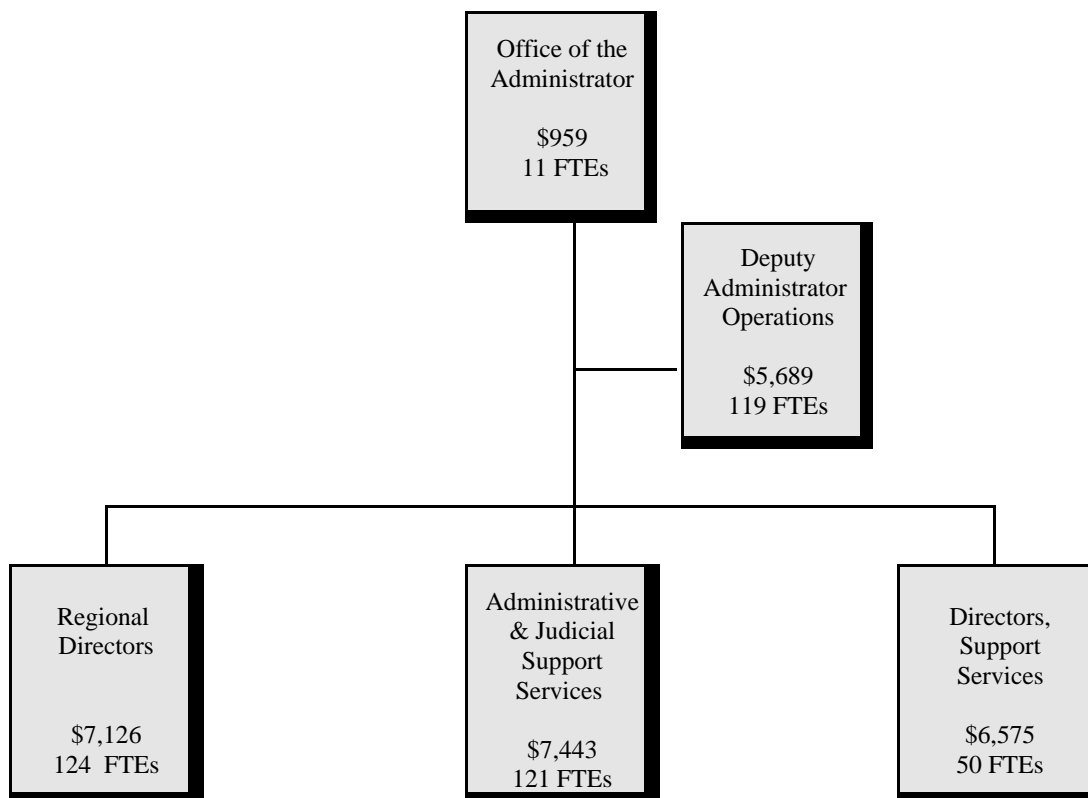 Office of the
Administrator
$959
11 FTEs
Deputy
Administrator
Operations
$5,689
119 FTEs
Regional
Directors
$7,126
124 FTEs
Administrative
& Judicial
Support
Services
$7,443
121 FTEs
Directors,
Support
Services
$6,575
50 FTEs